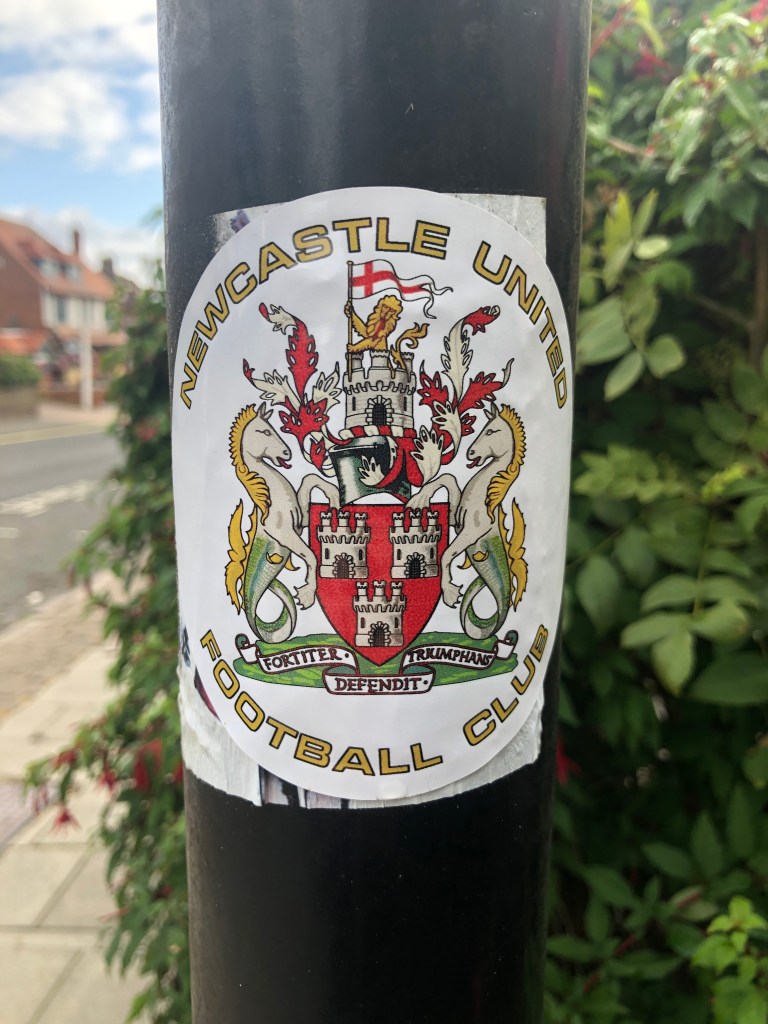 NEWCASTLE UNITED
FORTITER · DEFENDIT · TRIUMPHANS
FOOTBALL CLUB